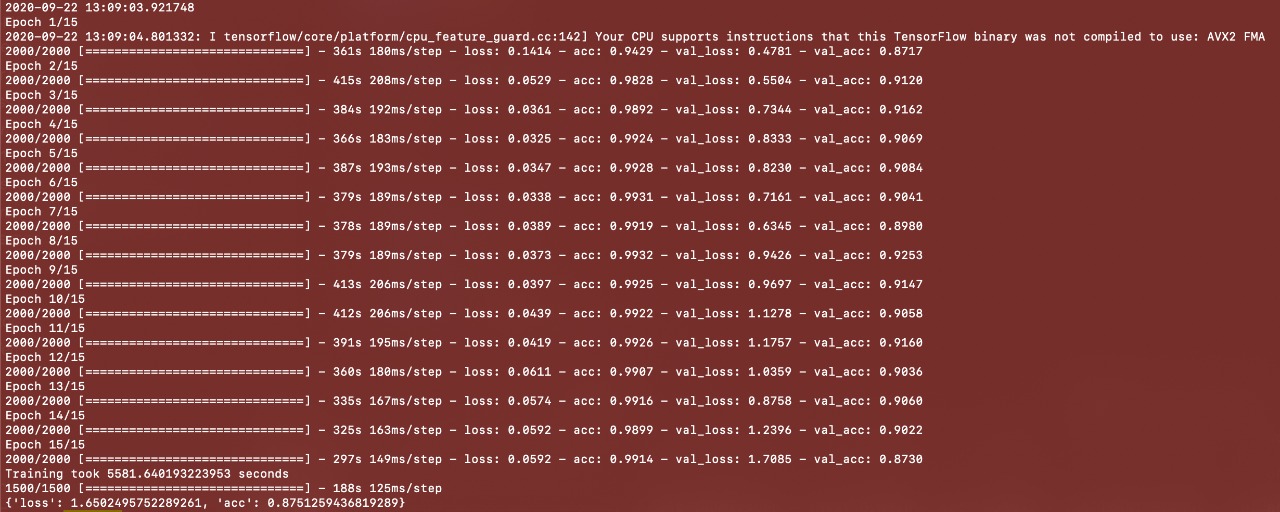 2020-09-22 13:09:03.921748
Epoch 1/15
2020-09-22 13:09:04.801332: I tensorflow/core/platform/cpu_feature_guard.cc:142] Your CPU supports instructions that this TensorFlow binary was not compiled to use: AVX2 FMA
2000/2000 [==============================] - 361s 180ms/step - loss: 0.1414 - acc: 0.9429 - val_loss: 0.4781 - val_acc: 0.8717
Epoch 2/15
2000/2000 [==============================] - 415s 208ms/step - loss: 0.0529 - acc: 0.9828 - val_loss: 0.5504 - val_acc: 0.9120
Epoch 3/15
2000/2000 [==============================] - 384s 192ms/step - loss: 0.0361 - acc: 0.9892 - val_loss: 0.7344 - val_acc: 0.9162
Epoch 4/15
2000/2000 [==============================] - 366s 183ms/step - loss: 0.0325 - acc: 0.9924 - val_loss: 0.8333 - val_acc: 0.9069
Epoch 5/15
2000/2000 [==============================] - 387s 193ms/step - loss: 0.0347 - acc: 0.9928 - val_loss: 0.8230 - val_acc: 0.9084
Epoch 6/15
2000/2000 [==============================] - 379s 189ms/step - loss: 0.0338 - acc: 0.9931 - val_loss: 0.7161 - val_acc: 0.9041
Epoch 7/15
2000/2000 [==============================] - 378s 189ms/step - loss: 0.0389 - acc: 0.9919 - val_loss: 0.6345 - val_acc: 0.8980
Epoch 8/15
2000/2000 [==============================] - 379s 189ms/step - loss: 0.0373 - acc: 0.9932 - val_loss: 0.9426 - val_acc: 0.9253
Epoch 9/15
2000/2000 [==============================] - 413s 206ms/step - loss: 0.0397 - acc: 0.9925 - val_loss: 0.9697 - val_acc: 0.9147
Epoch 10/15
2000/2000 [==============================] - 412s 206ms/step - loss: 0.0439 - acc: 0.9922 - val_loss: 1.1278 - val_acc: 0.9058
Epoch 11/15
2000/2000 [==============================] - 391s 195ms/step - loss: 0.0419 - acc: 0.9926 - val_loss: 1.1757 - val_acc: 0.9160
Epoch 12/15
2000/2000 [==============================] - 360s 180ms/step - loss: 0.0611 - acc: 0.9907 - val_loss: 1.0359 - val_acc: 0.9036
Epoch 13/15
2000/2000 [==============================] - 335s 167ms/step - loss: 0.0574 - acc: 0.9916 - val_loss: 0.8758 - val_acc: 0.9060
Epoch 14/15
2000/2000 [==============================] - 325s 163ms/step - loss: 0.0592 - acc: 0.9899 - val_loss: 1.2396 - val_acc: 0.9022
Epoch 15/15
2000/2000 [==============================] - 297s 149ms/step - loss: 0.0592 - acc: 0.9914 - val_loss: 1.7085 - val_acc: 0.8730
Training took 5581.640193223953 seconds
1500/1500 [==============================] - 188s 125ms/step
{'loss': 1.6502495752289261, 'acc': 0.8751259436819289}